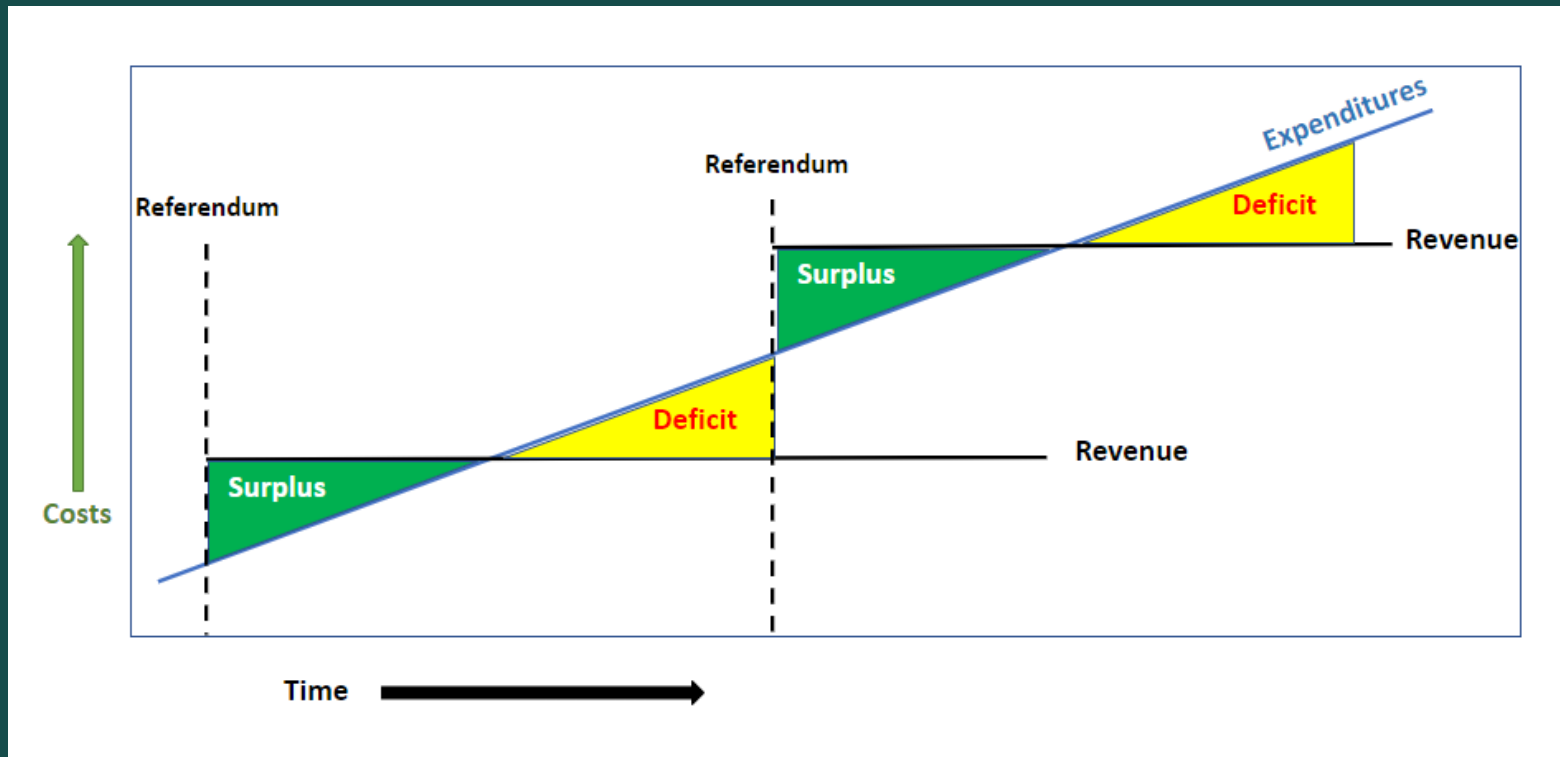 Expenditures
Referendum
Referendum
Deficit
Revenue
Surplus
Deficit
Revenue
Surplus
Costs
Time